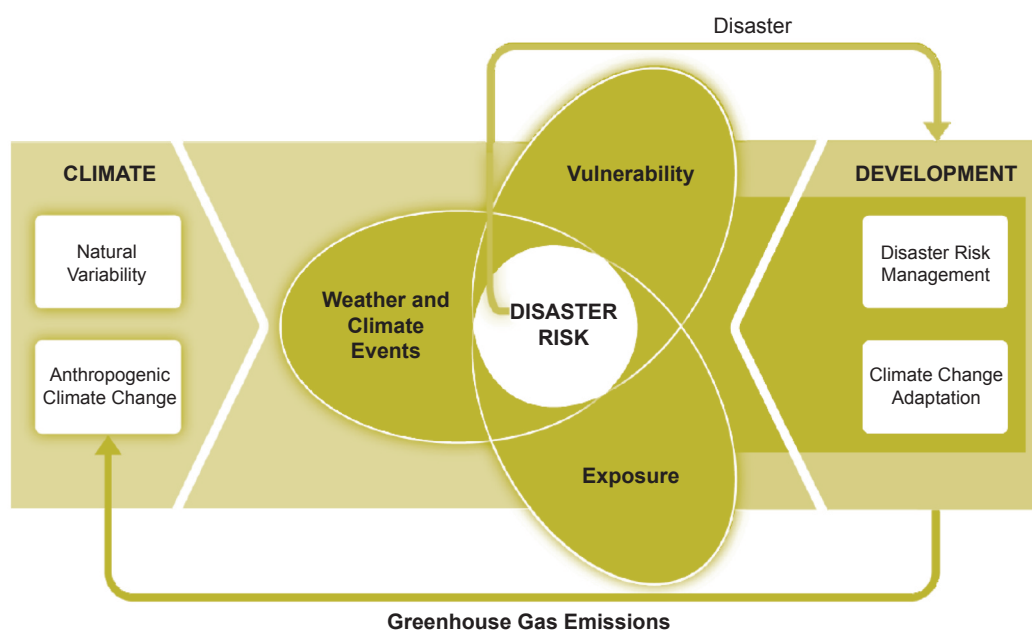 Disaster
CLIMATE
Natural
Variability
Anthropogenic
Climate Change
Vulnerability
Weather and
Climate
Events
DISASTER
RISK
Exposure
DEVELOPMENT
Disaster Risk
Management
Climate Change
Adaptation
Greenhouse Gas Emissions